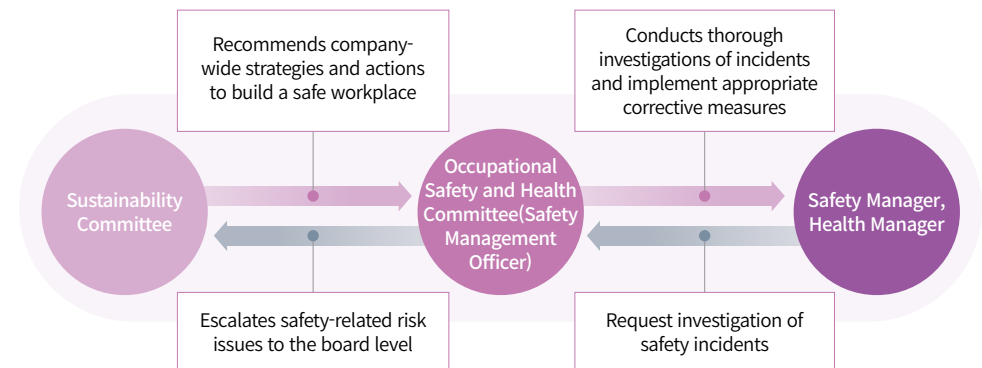 Recommends company-
wide strategies and actions
to build a safe workplace
Conducts thorough
investigations of incidents
and implement appropriate
corrective measures
Sustainability
Committee
Occupational
Safety and Health
Committee(Safety
Management
Officer)
Safety Manager,
Health Manager
Escalates safety-related risk
issues to the board level
Request investigation of
safety incidents